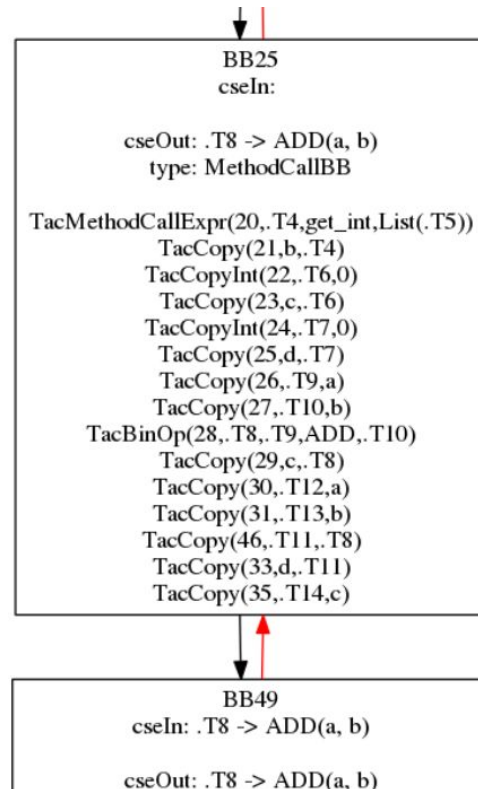 BB25
cseIn:
cseOut: .T8 -> ADD(a, b)
type: MethodCallBB
TacMethodCallExpr(20,.T4,get_int,List(.T5))
TacCopy(21,b,.T4)
TacCopyInt(22,.T6,0)
TacCopy(23,c,.T6)
TacCopyInt(24,.T7,0)
TacCopy(25,d,.T7)
TacCopy(26,.T9,a)
TacCopy(27,.T10,b)
TacBinOp(28,.T8,.T9,ADD,.T10)
TacCopy(29,c,.T8)
TacCopy(30,.T12,a)
TacCopy(31,.T13,b)
TacCopy(46,.T11,.T8)
TacCopy(33,d,.T11)
TacCopy(35,.T14,c)
BB49
cseIn: .T8 -> ADD(a, b)
cseOut: .T8 -> ADD(a, b)